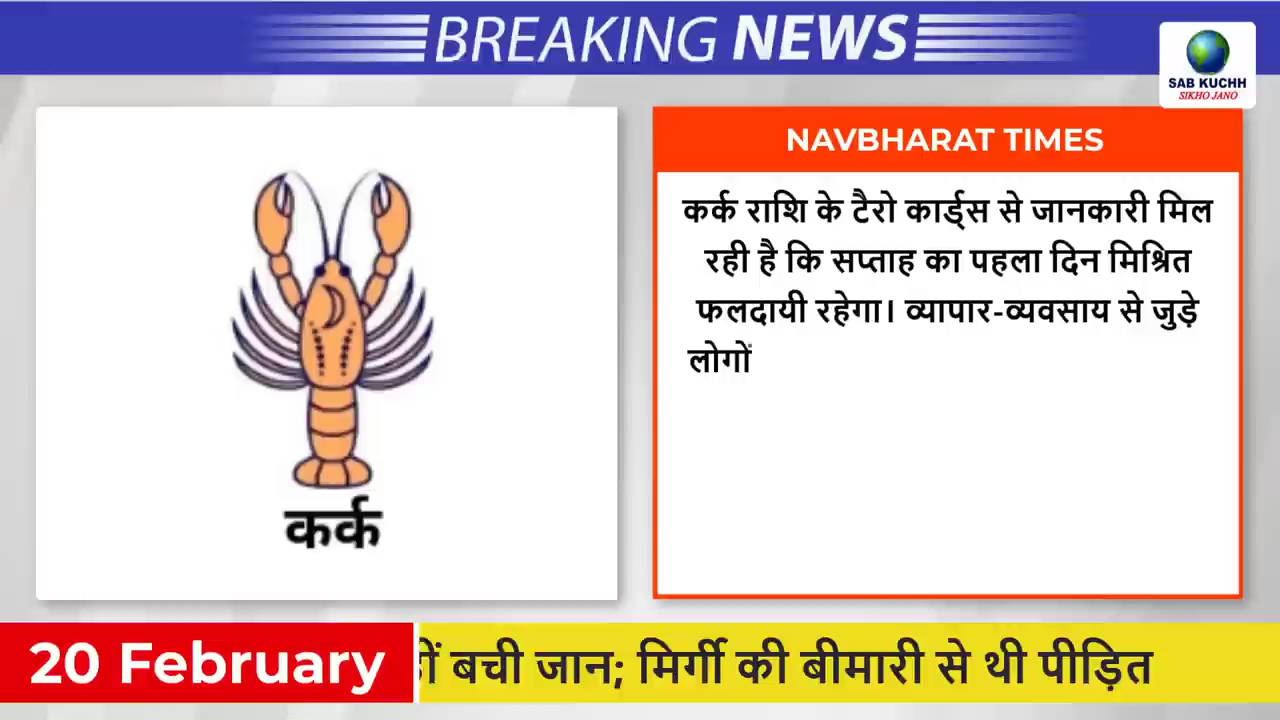 BREAKING NEWS
SAB KUCHH
SIKHO JANO
NAVBHARAT TIMES
कर्क राशि के टैरो कार्ड्स से जानकारी मिल
रही है कि सप्ताह का पहला दिन मिश्रित
फलदायी रहेगा। व्यापार-व्यवसाय से जुड़े
लोगों
कर्क
20 February
बची जान; मिर्गी की बीमारी से थी पीड़ित